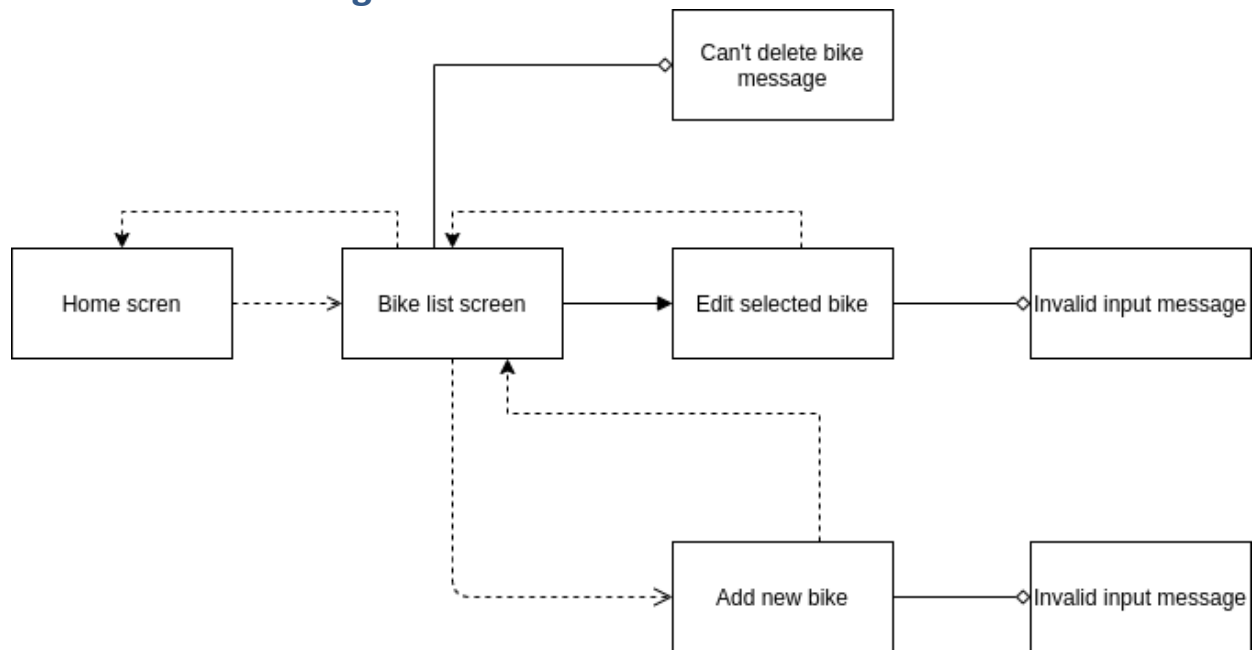 Can't delete bike
message
Home scren
Bike list screen
Edit selected bike
Invalid input message
Add new bike
Invalid input message